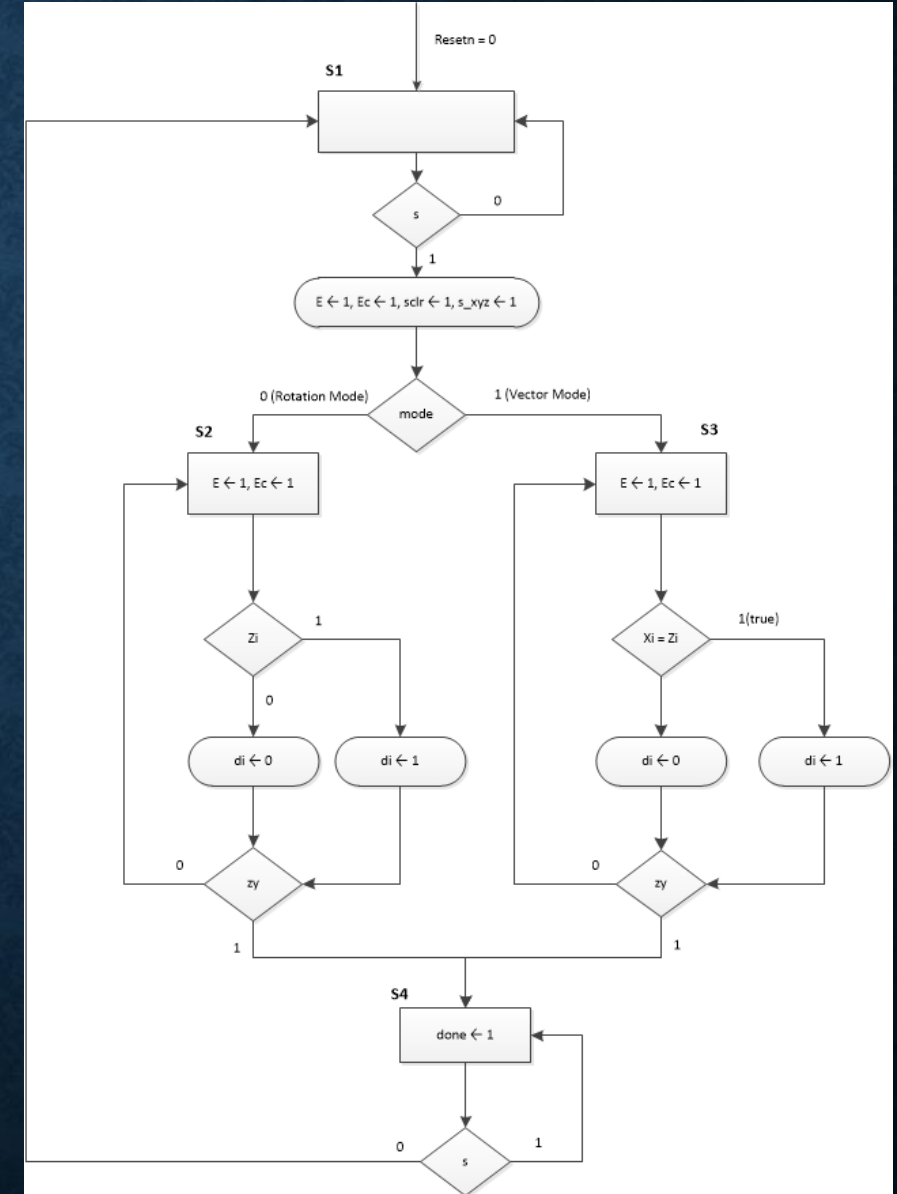 Resetn = 0
S1
s
0
1
E ← 1, Ec ← 1, sclr ← 1, s_xyz ← 1
0 (Rotation Mode)
1 (Vector Mode)
mode
S2
S3
E ← 1, Ec ← 1
E ← 1, Ec ← 1
Zi
1
0
Xi = Zi
1(true)
di ← 0
di ← 1
di ← 0
di ← 1
0
zy
1
0
zy
1
S4
done ← 1
0
s
1